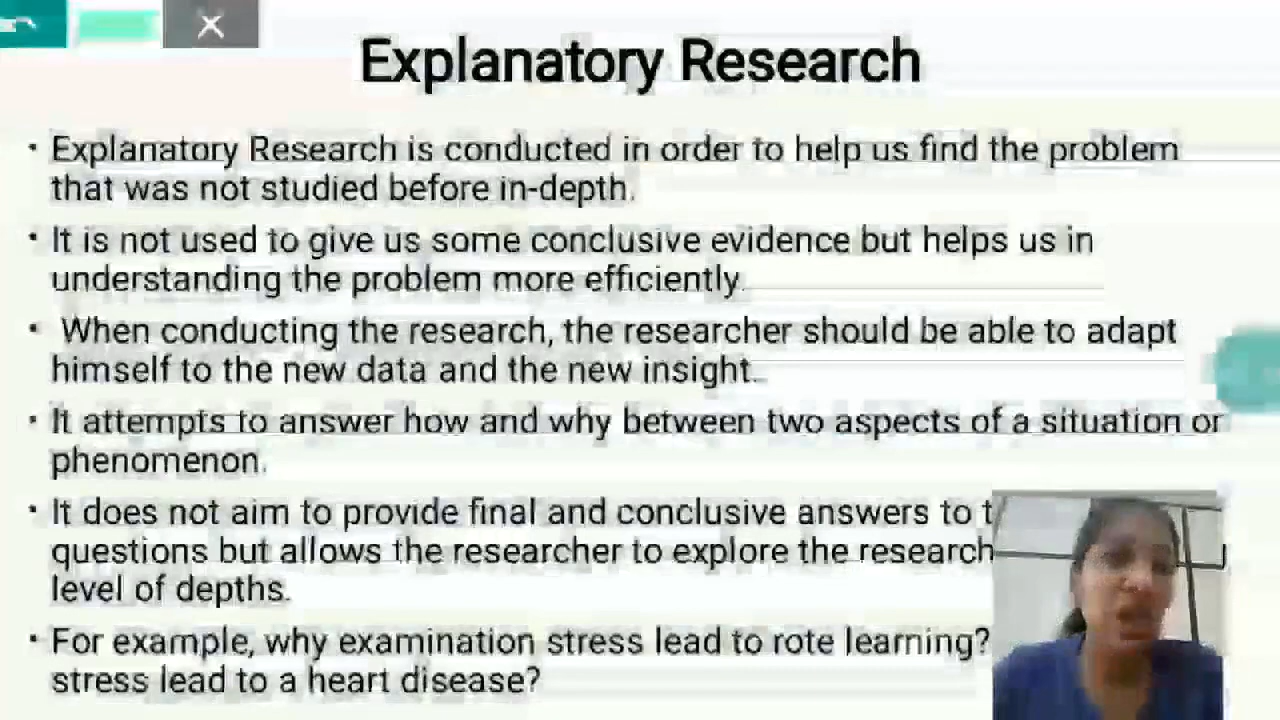 Explanatory Research
• Explanatory Research is conducted in order to help us find the problem
that was not studied before in-depth.
• It is not used to give us some conclusive evidence but helps us in
understanding the problem more efficiently.
• When conducting the research, the researcher should be able to adapt
himself to the new data and the new insight.
• It attempts to answer how and why between two aspects of a situation or
phenomenon.
• It does not aim to provide final and conclusive answers to
questions but allows the researcher to explore the research
level of depths.
• For example, why examination stress lead to rote learning?
stress lead to a heart disease?